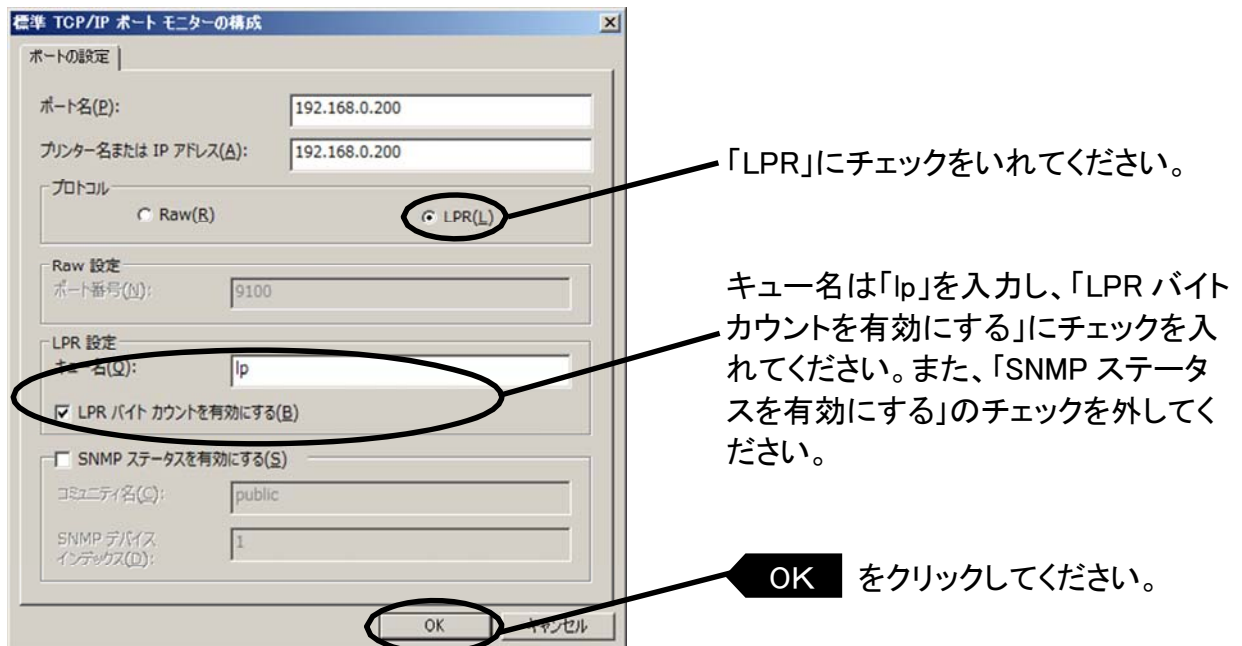 標準 TCP/IP ポート モニターの構成
ポートの設定
ポート名(P):
192.168.0.200
プリンター名または IP アドレス(A):
192.168.0.200
プロトコル
Raw(R)
LPR(L)
「LPR」にチェックをいれてください。
Raw 設定
ポート番号(N):
9100
LPR 設定
キュー名(Q):
lp
LPR バイト カウントを有効にする(B)
キュー名は「lp」を入力し、「LPR バイト
カウントを有効にする」にチェックを入
れてください。また、「SNMP ステータ
スを有効にする」のチェックを外してく
ださい。
SNMP ステータスを有効にする(S)
コミュニティ名(C):
public
SNMP デバイス
インデックス(D):
1
OK をクリックしてください。
OK
キャンセル